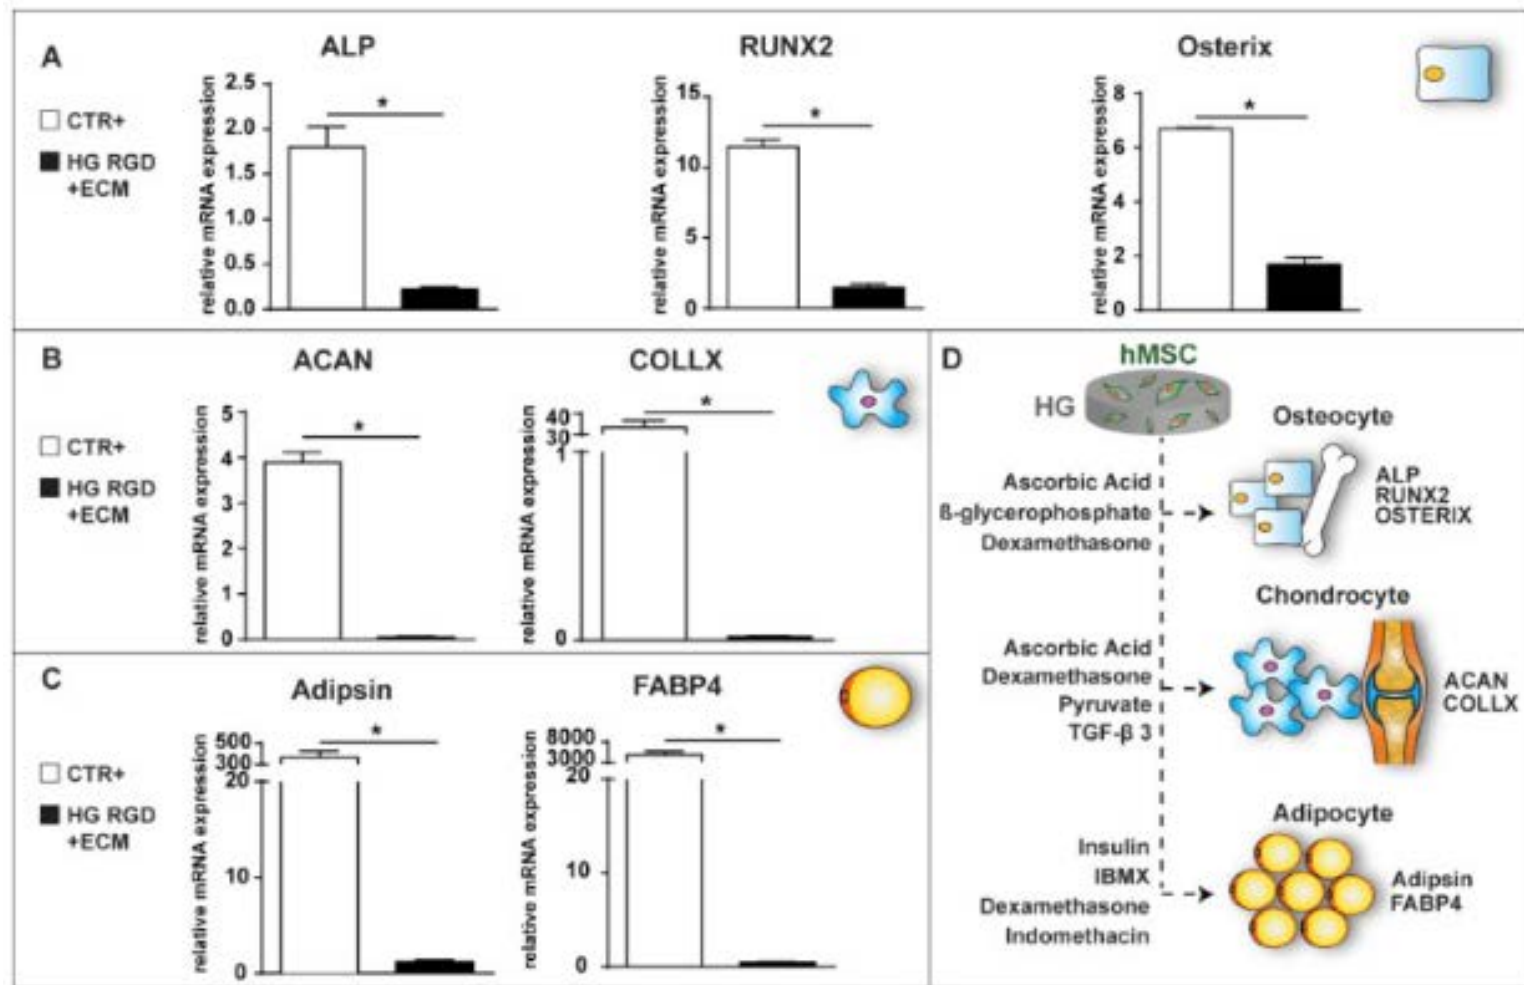 A
ALP
RUNX2
Osterix
CTR+
HG RGD
+ECM
relative mRNA expression
2.5
2.0
1.5
1.0
0.5
0.0
*
relative mRNA expression
15
10
5
0
*
relative mRNA expression
8
6
4
2
0
*
B
ACAN
COLLX
CTR+
HG RGD
+ECM
relative mRNA expression
5
4
3
2
1
0
*
relative mRNA expression
40
30
1
0
*
C
Adipsin
FABP4
CTR+
HG RGD
+ECM
relative mRNA expression
500
300
20
10
0
*
relative mRNA expression
8000
3000
20
10
0
*
D
hMSC
HG
Osteocyte
Ascorbic Acid
ß-glycerophosphate
Dexamethasone
ALP
RUNX2
OSTERIX
Chondrocyte
Ascorbic Acid
Dexamethasone
Pyruvate
TGF-β 3
ACAN
COLLX
Adipocyte
Insulin
IBMX
Dexamethasone
Indomethacin
Adipsin
FABP4